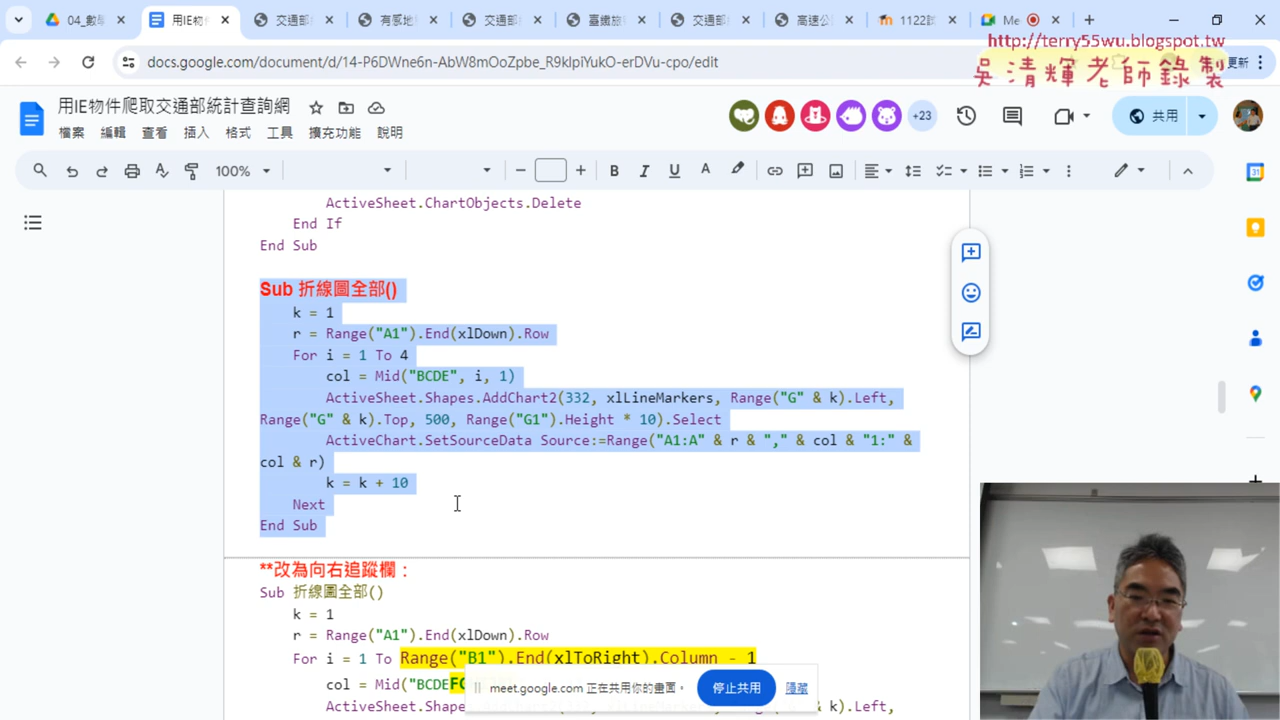 04_數
用IE物件
交通部
有感地
交通部
嘉縣旅
交通部
高速公
1122
Me
http://terry55wu.blogspot.tw
吳清輝老師錄製
docs.google.com/document/d/14-P6DWne6n-AbW8mOoZpbe_R9kIpiYukO-erDVu-cpo/edit
更新
用IE物件爬取交通部統計查詢網
檔案 編輯 查看 插入 格式 工具 擴充功能 說明
+23
共用
100%
B I U A
ActiveSheet.ChartObjects.Delete
End If
End Sub
Sub 折線圖全部()
k = 1
r = Range("A1").End(xlDown).Row
For i = 1 To 4
col = Mid("BCDE", i, 1)
ActiveSheet.Shapes.AddChart2(332, xlLineMarkers, Range("G" & k).Left,
Range("G" & k).Top, 500, Range("G1").Height * 10).Select
ActiveChart.SetSourceData Source:=Range("A1:A" & r & "," & col & "1:" &
col & r)
k = k + 10
Next
End Sub
**改為向右追蹤欄：
Sub 折線圖全部()
k = 1
r = Range("A1").End(xlDown).Row
For i = 1 To Range("B1").End(xlToRight).Column - 1
col = Mid("BCDEF
meet.google.com 正在共用你的畫面。
停止共用
隱藏
ActiveSheet.Shape
& k).Left,